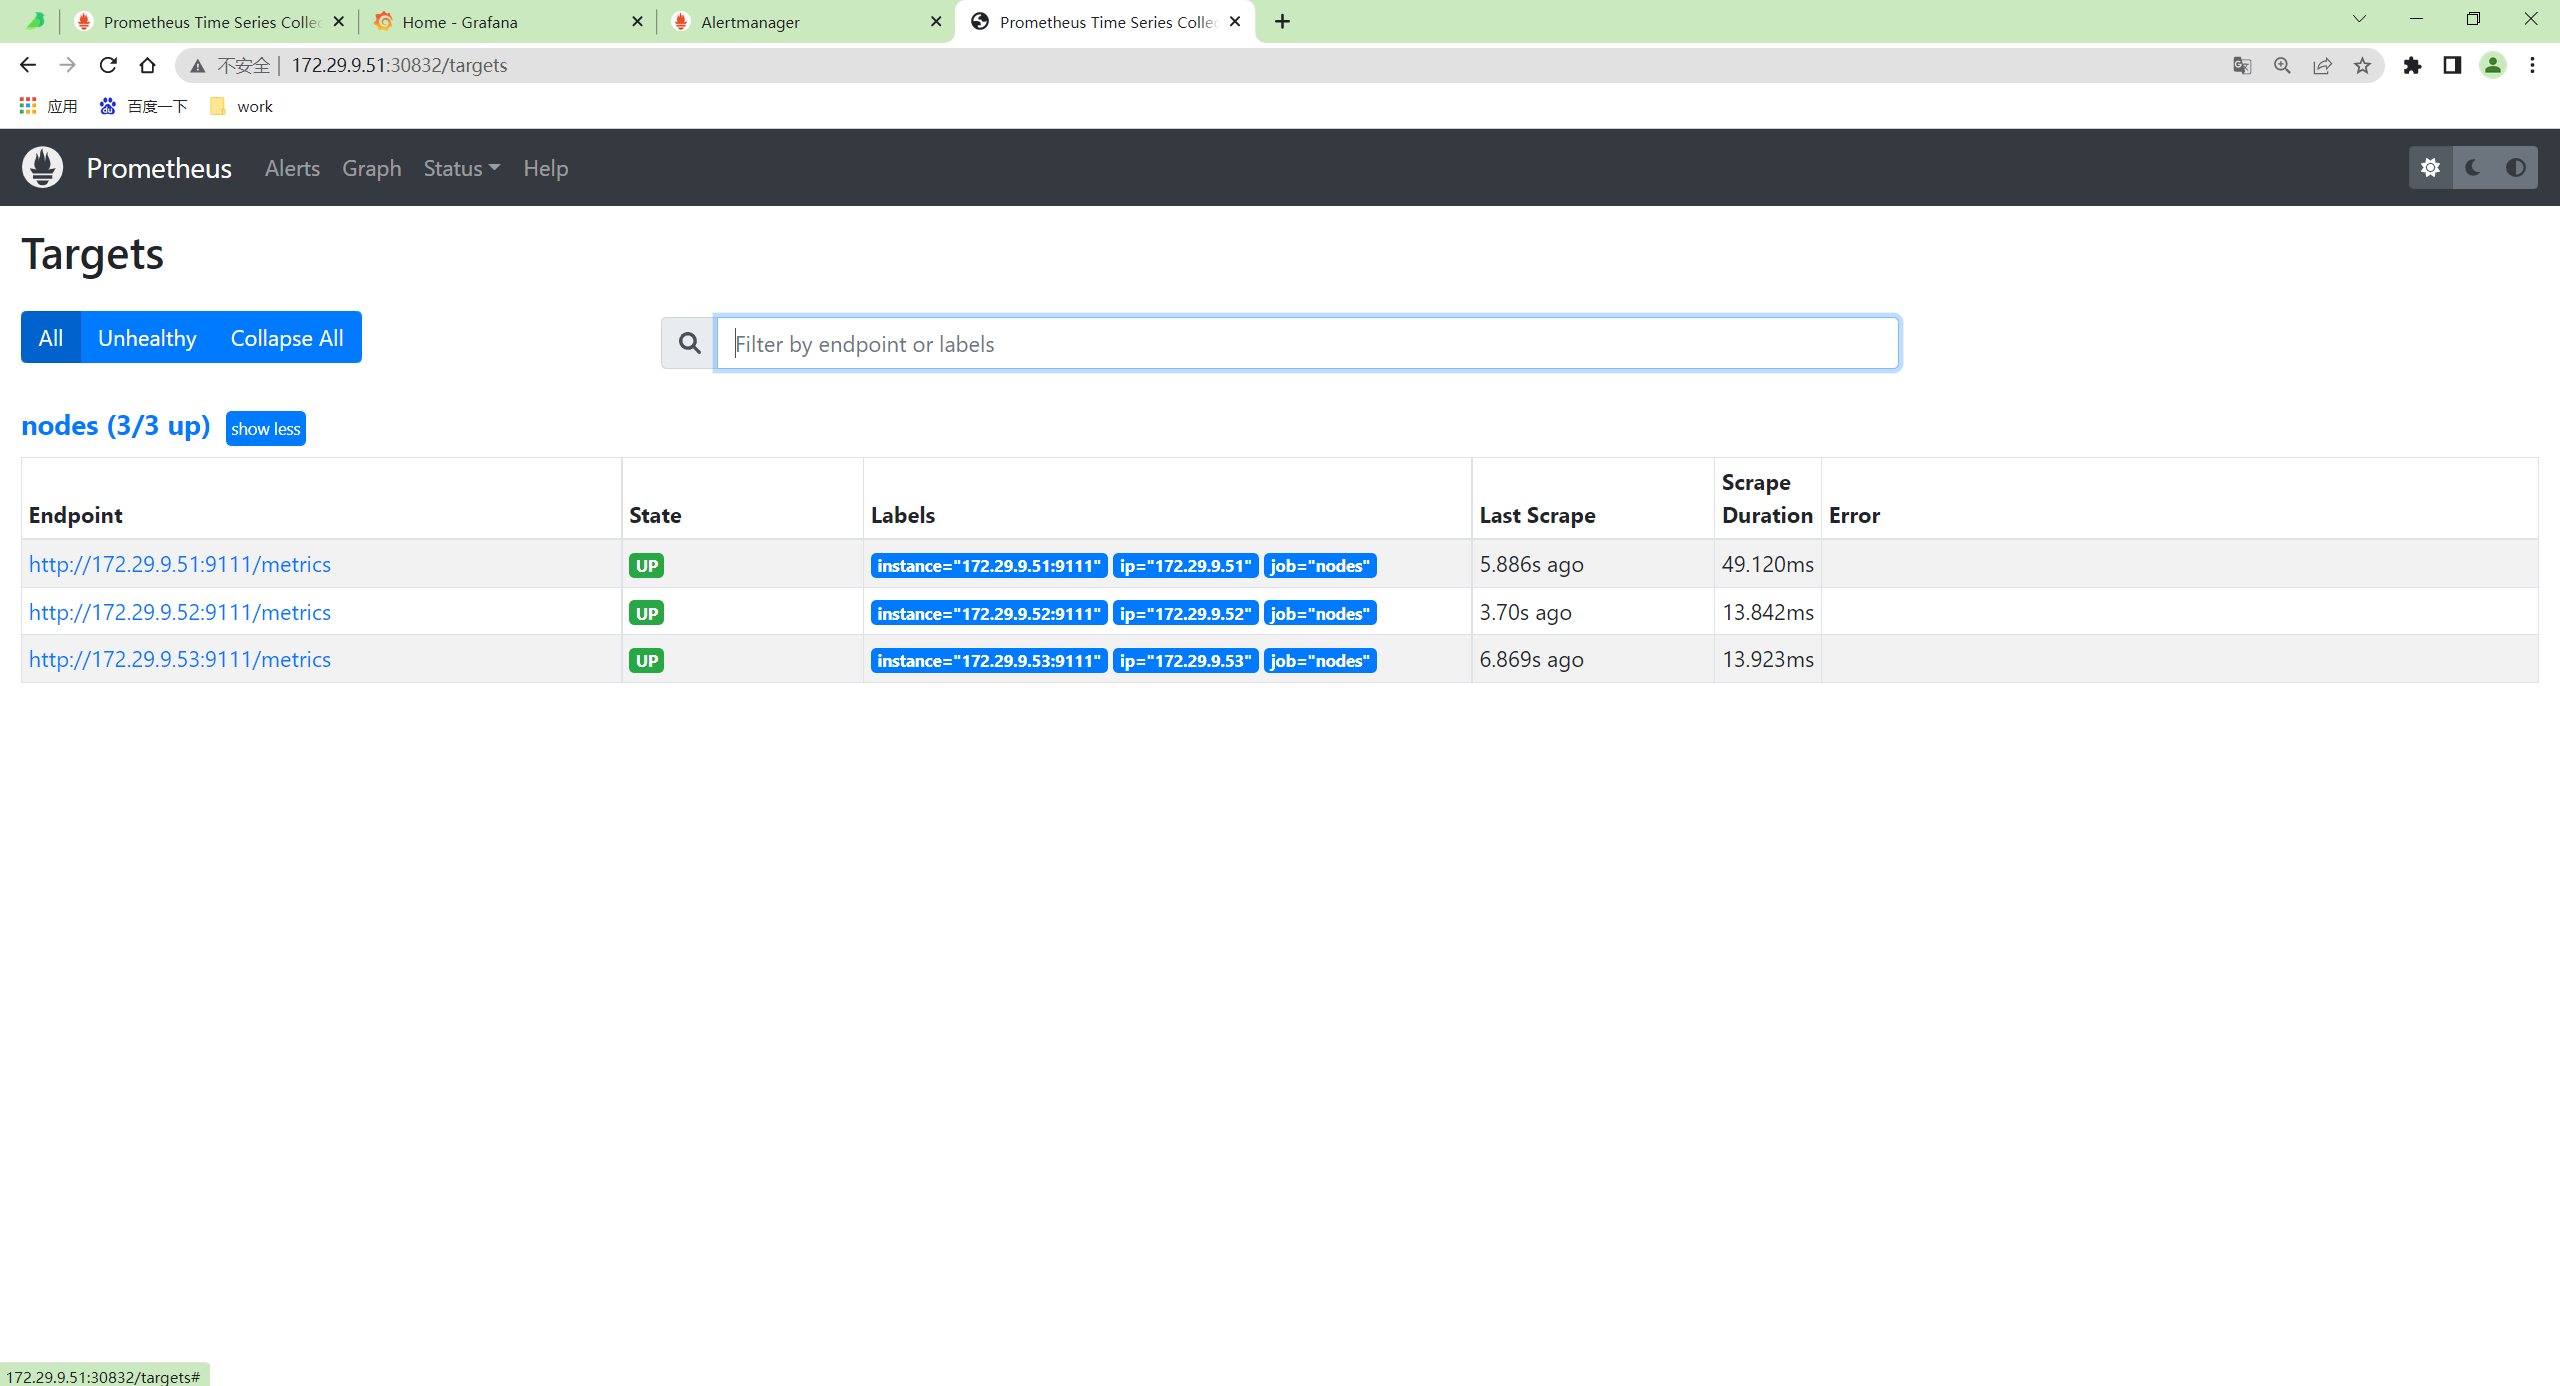 Prometheus Time Series Collec
Home - Grafana
Alertmanager
Prometheus Time Series Collec
不安全 | 172.29.9.51:30832/targets
应用 百度一下 work
Prometheus Alerts Graph Status Help
Targets
All Unhealthy Collapse All
Filter by endpoint or labels
nodes (3/3 up) show less
Endpoint State Labels Last Scrape Scrape Duration Error
http://172.29.9.51:9111/metrics UP instance="172.29.9.51:9111" ip="172.29.9.51" job="nodes" 5.886s ago 49.120ms
http://172.29.9.52:9111/metrics UP instance="172.29.9.52:9111" ip="172.29.9.52" job="nodes" 3.70s ago 13.842ms
http://172.29.9.53:9111/metrics UP instance="172.29.9.53:9111" ip="172.29.9.53" job="nodes" 6.869s ago 13.923ms
172.29.9.51:30832/targets#